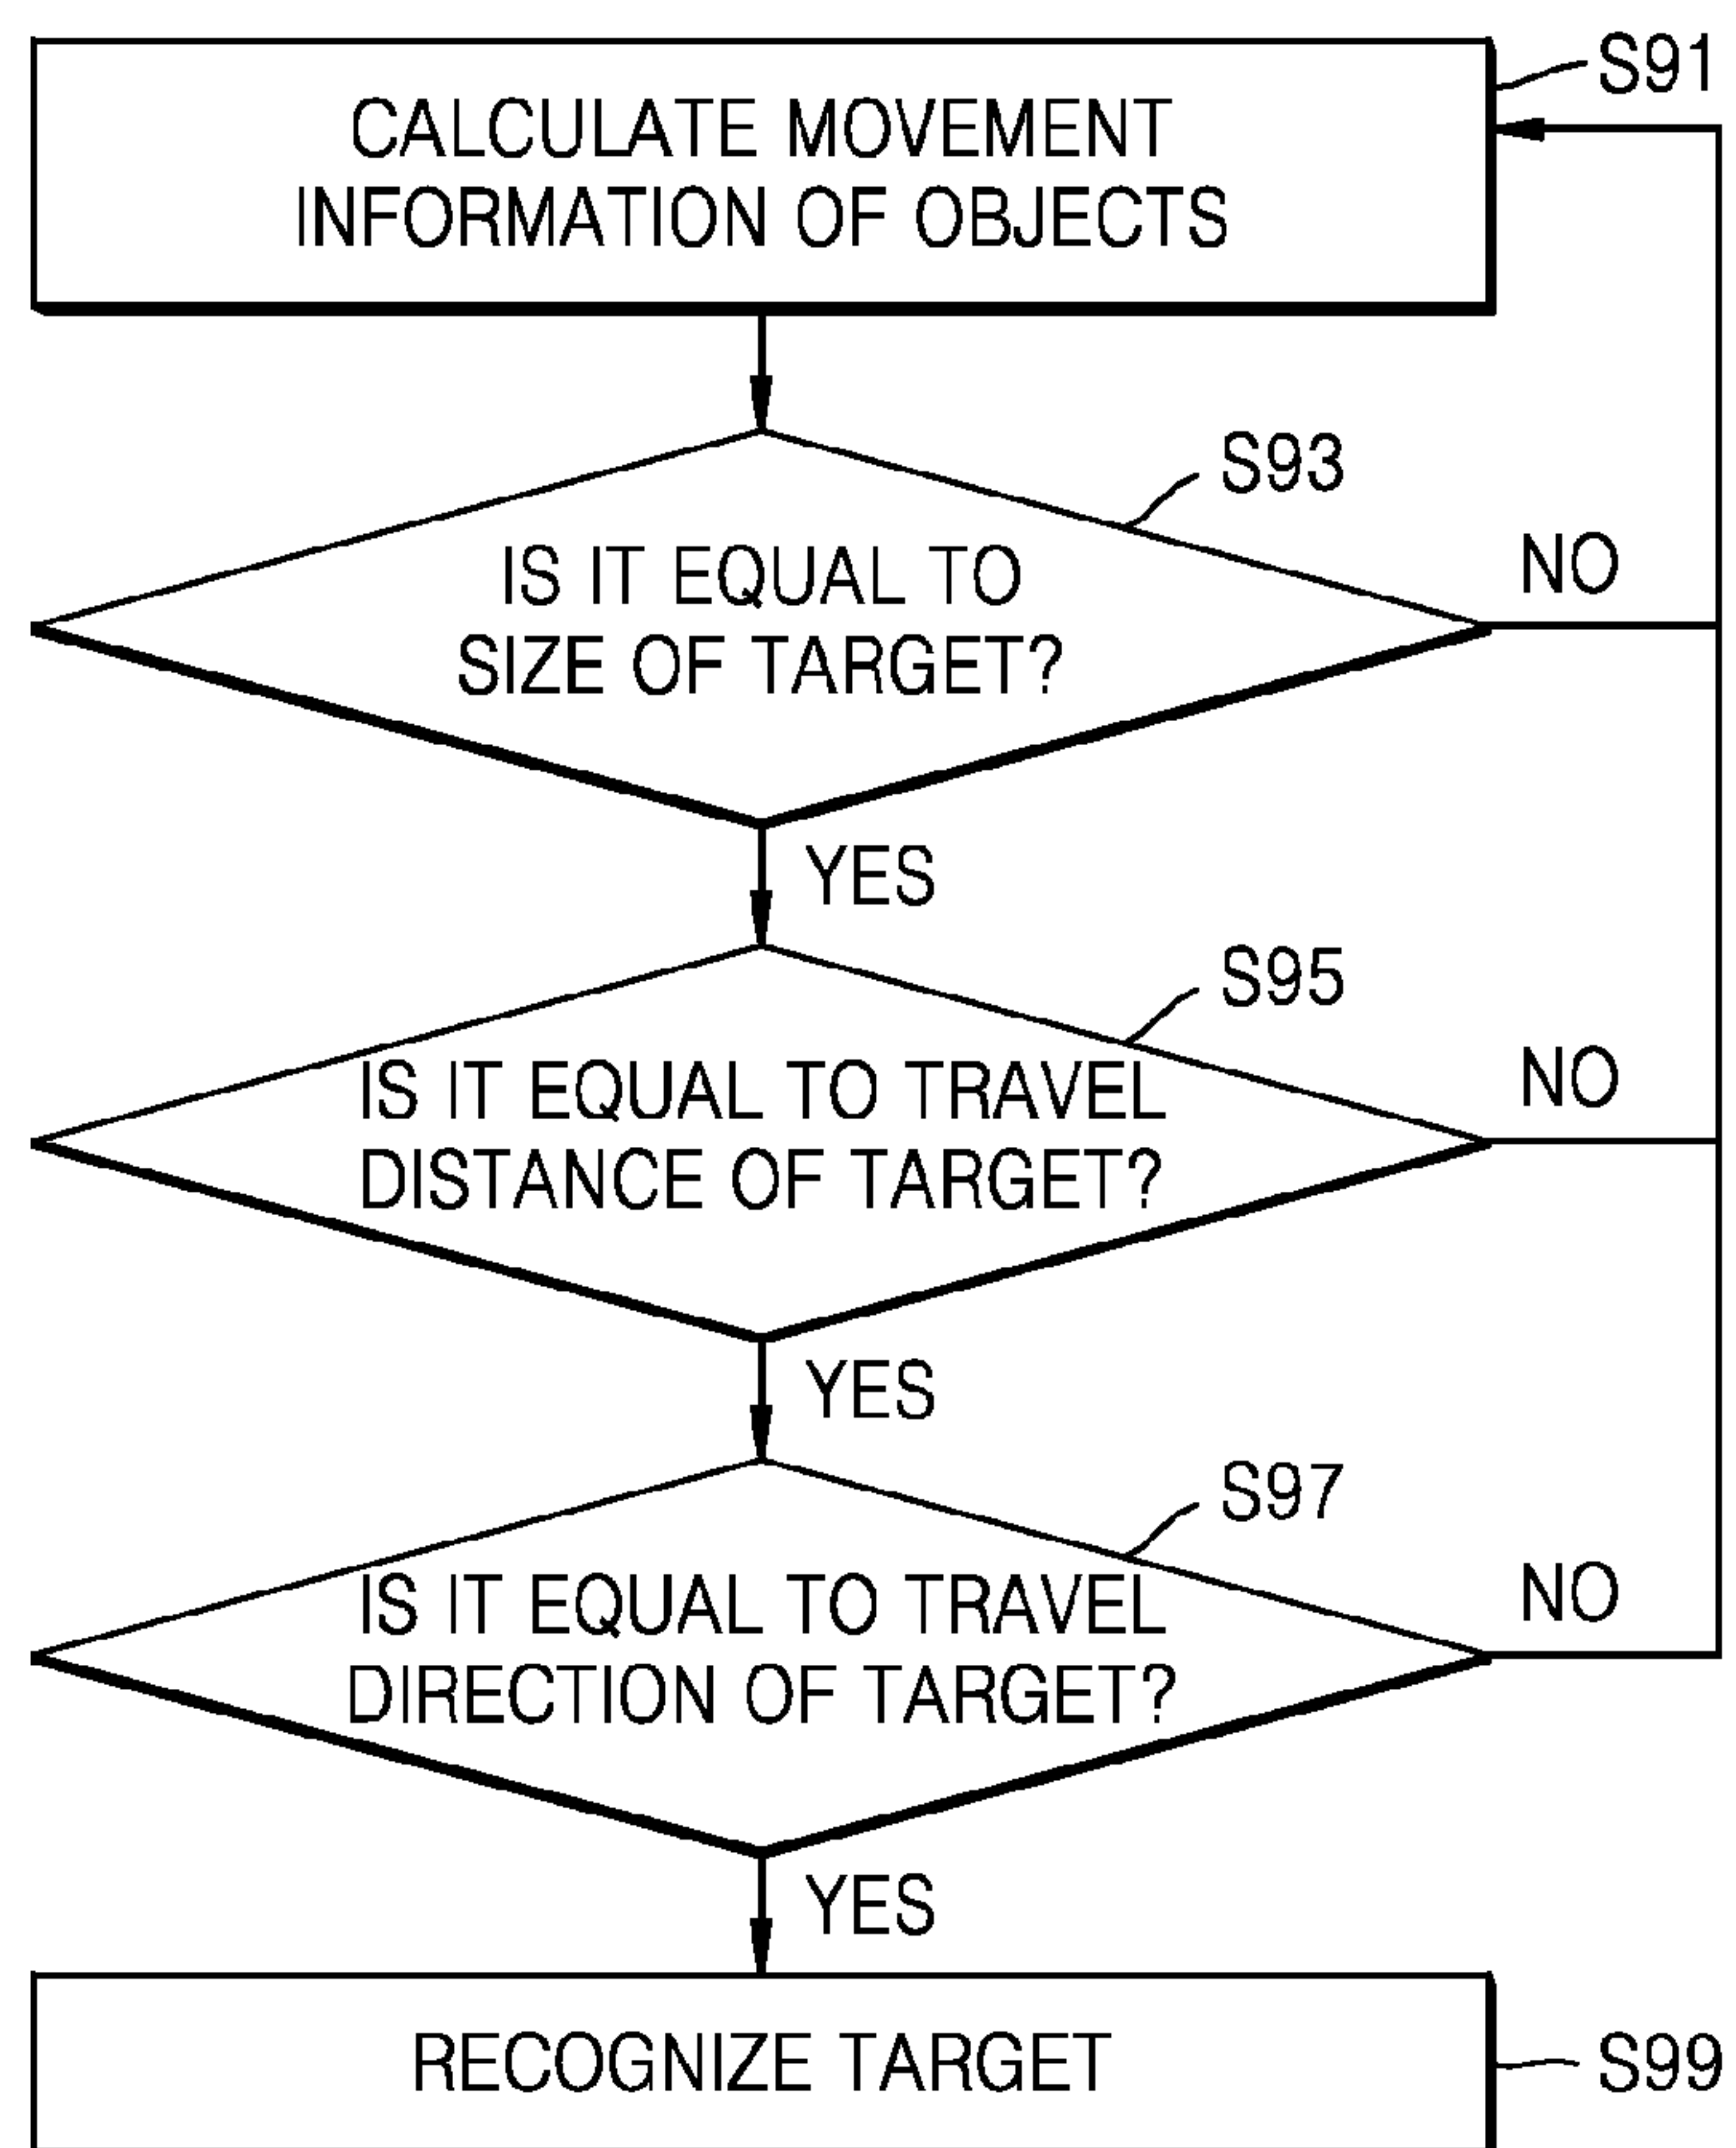 S91
CALCULATE MOVEMENT
INFORMATION OF OBJECTS
S93
IS IT EQUAL TO
SIZE OF TARGET?
NO
YES
S95
IS IT EQUAL TO TRAVEL
DISTANCE OF TARGET?
NO
YES
S97
IS IT EQUAL TO TRAVEL
DIRECTION OF TARGET?
NO
YES
RECOGNIZE TARGET
S99